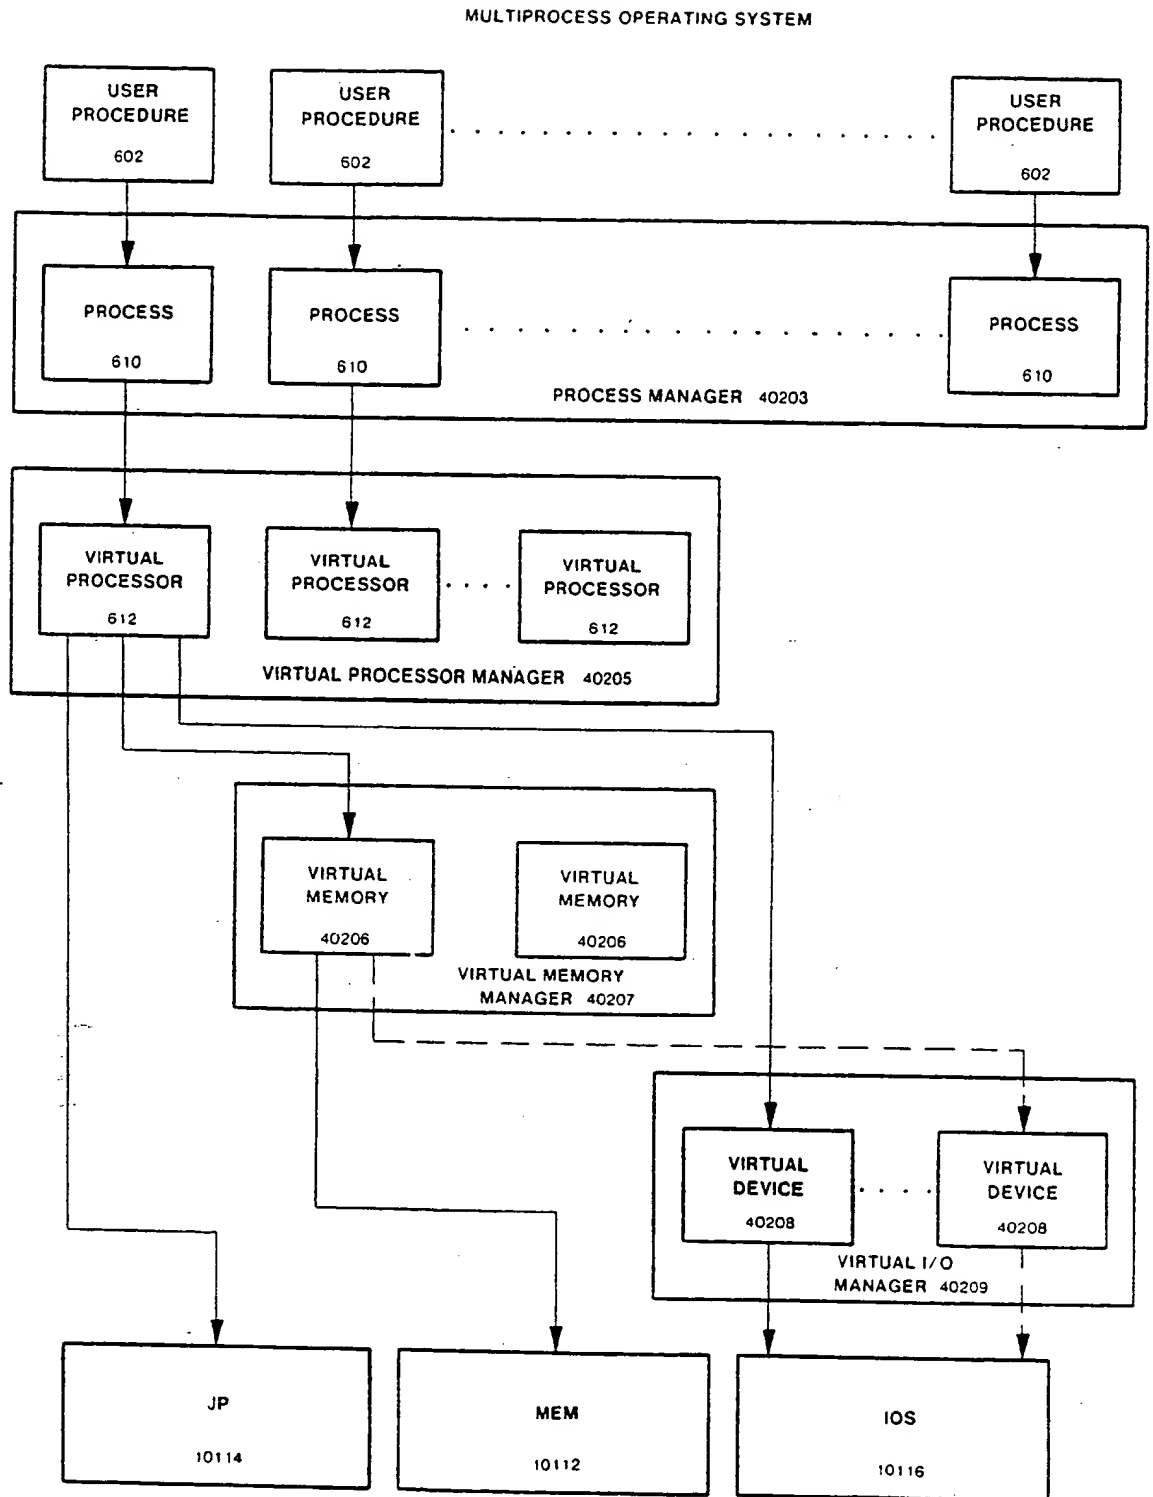 MULTIPROCESS OPERATING SYSTEM
USER
PROCEDURE
602
USER
PROCEDURE
602
USER
PROCEDURE
602
PROCESS
610
PROCESS
610
PROCESS
610
PROCESS MANAGER 40203
VIRTUAL
PROCESSOR
612
VIRTUAL
PROCESSOR
612
VIRTUAL
PROCESSOR
612
VIRTUAL PROCESSOR MANAGER 40205
VIRTUAL
MEMORY
40206
VIRTUAL
MEMORY
40206
VIRTUAL MEMORY
MANAGER 40207
VIRTUAL
DEVICE
40208
VIRTUAL
DEVICE
40208
VIRTUAL I/O
MANAGER 40209
JP
10114
MEM
10112
IOS
10116